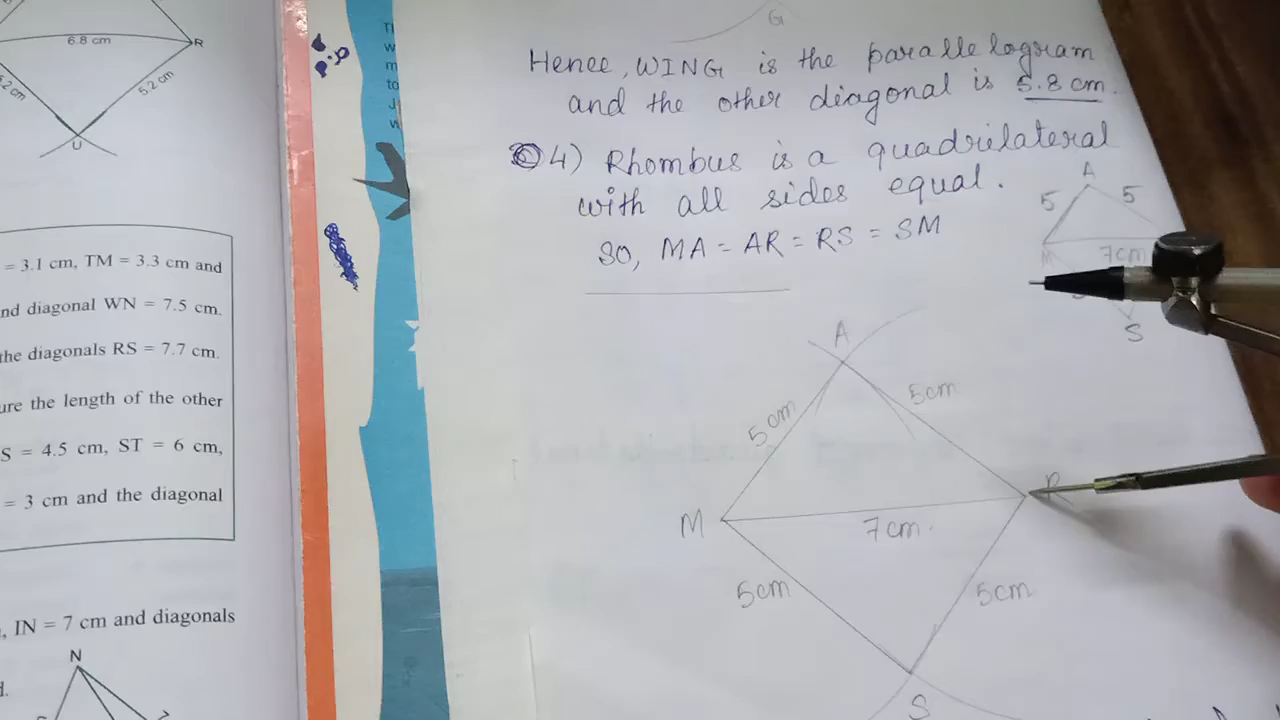 6.8 cm
R
5.2 cm
5.2 cm
U
= 3.1 cm, TM = 3.3 cm and
nd diagonal WN = 7.5 cm.
the diagonals RS = 7.7 cm.
ure the length of the other
S = 4.5 cm, ST = 6 cm,
= 3 cm and the diagonal
, IN = 7 cm and diagonals
N
G
Hence, WING is the parallelogram
and the other diagonal is 5.8 cm.
4) Rhombus is a quadrilateral
with all sides equal.
SO, MA = AR = RS = SM
A
5
5
M
7cm
S
A
5cm
5cm
M
R
7cm.
5cm
5cm
S